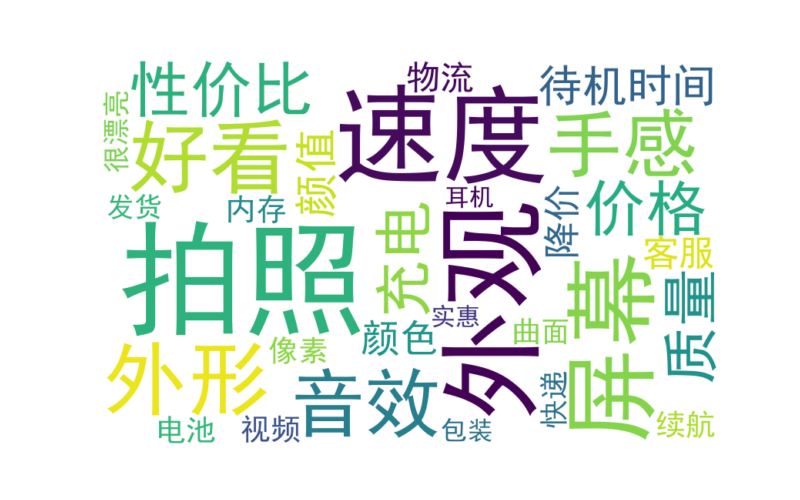 性价比
物流
待机时间
很漂亮
好看
颜值
速度
手感
发货
内存
耳机
降价
价格
拍照
充电
外观
客服
屏幕
质量
实惠
曲面
颜色
像素
外形
音效
快递
电池
视频
包装
续航